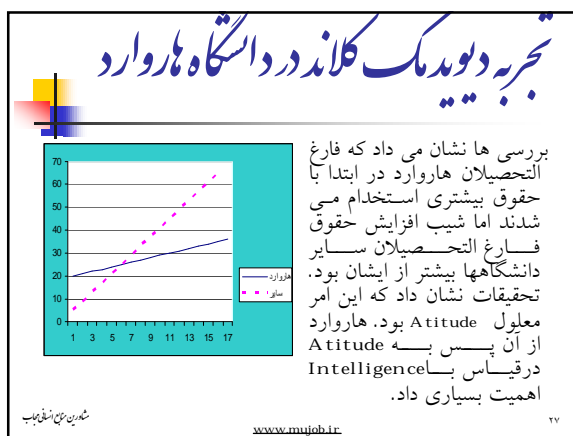 تجربه دیوید مک کلاند در دانشگاه هاروارد
بررسی ها نشان می داد که فارغ
التحصیلان هاروارد در ابتدا با
حقوق بیشتری استخدام می
شدند اما شیب افزایش حقوق
فارغ التحصیلان سایر
دانشگاهها بیشتر از ایشان بود.
تحقیقات نشان داد که این امر
معلول Atitude بود. هاروارد
از آن پس به Atitude
درقیاس باIntelligence
اهمیت بسیاری داد.
70
60
50
40
30
20
10
0
1 3 5 7 9 11 13 15 17
هاروارد
سایر
مشاورین منابع انسانی مجاب
www.mujob.ir
۲۷